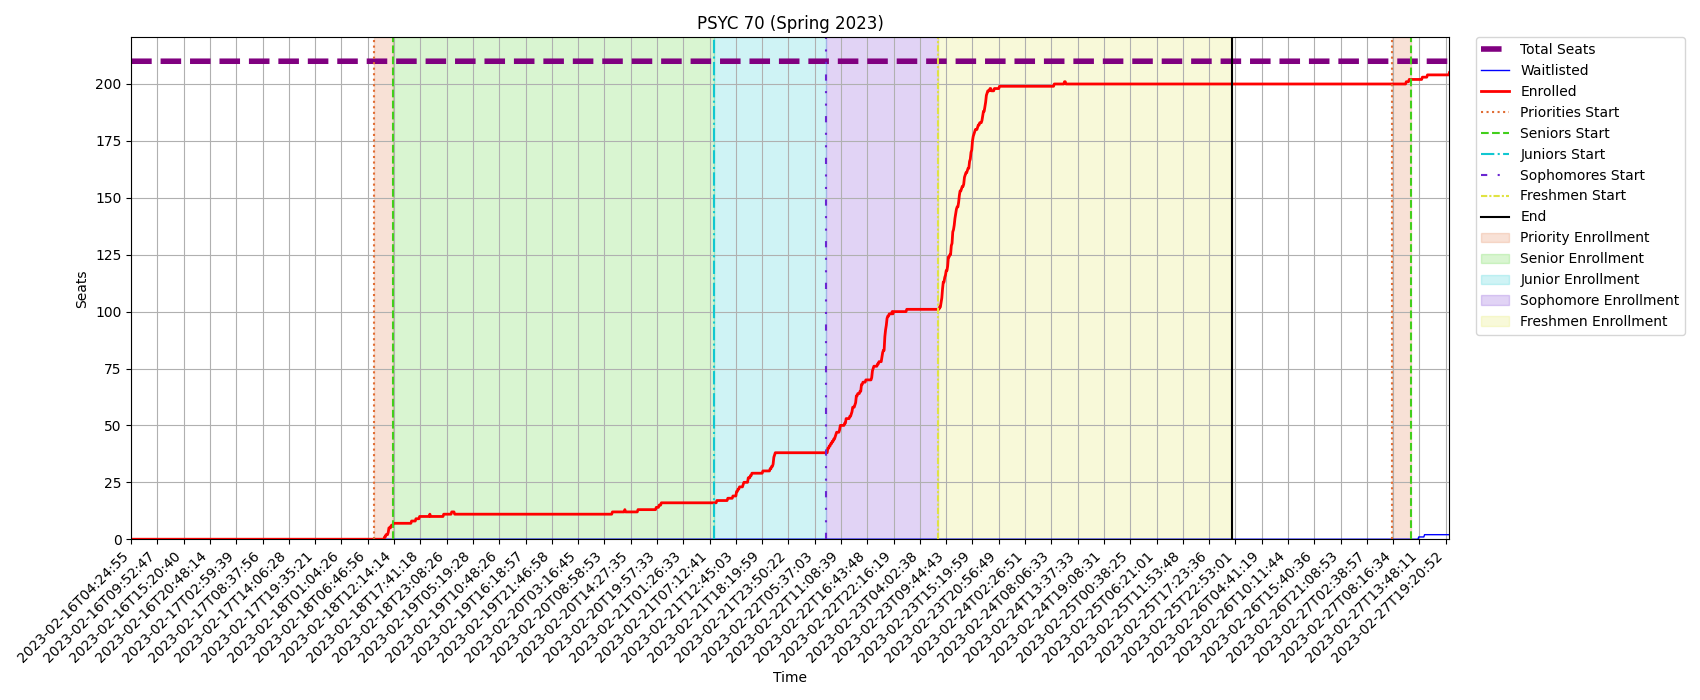 PSYC 70 (Spring 2023)
Seats
200
175
150
125
100
75
50
25
0
2023-02-16T04:24:55
2023-02-16T09:52:47
2023-02-16T15:20:40
2023-02-16T20:48:14
2023-02-17T02:59:39
2023-02-17T08:37:56
2023-02-17T14:06:28
2023-02-17T19:35:21
2023-02-18T01:04:26
2023-02-18T06:46:56
2023-02-18T12:14:14
2023-02-18T17:41:18
2023-02-18T23:08:26
2023-02-19T05:19:28
2023-02-19T10:48:26
2023-02-19T16:18:57
2023-02-19T21:46:58
2023-02-20T03:16:45
2023-02-20T08:58:53
2023-02-20T14:27:35
2023-02-20T19:57:33
2023-02-21T01:26:33
2023-02-21T07:12:41
2023-02-21T12:45:03
2023-02-21T18:19:59
2023-02-21T23:50:22
2023-02-22T05:37:03
2023-02-22T11:08:39
2023-02-22T16:43:48
2023-02-22T22:16:19
2023-02-23T04:02:38
2023-02-23T09:44:43
2023-02-23T15:19:59
2023-02-23T20:56:49
2023-02-24T02:26:51
2023-02-24T08:06:33
2023-02-24T13:37:33
2023-02-24T19:08:31
2023-02-25T00:38:25
2023-02-25T06:21:01
2023-02-25T11:53:48
2023-02-25T17:23:36
2023-02-25T22:53:01
2023-02-26T04:41:19
2023-02-26T10:11:44
2023-02-26T15:40:36
2023-02-26T21:08:53
2023-02-27T02:38:57
2023-02-27T08:16:34
2023-02-27T13:48:11
2023-02-27T19:20:52
Time
Total Seats
Waitlisted
Enrolled
Priorities Start
Seniors Start
Juniors Start
Sophomores Start
Freshmen Start
End
Priority Enrollment
Senior Enrollment
Junior Enrollment
Sophomore Enrollment
Freshmen Enrollment